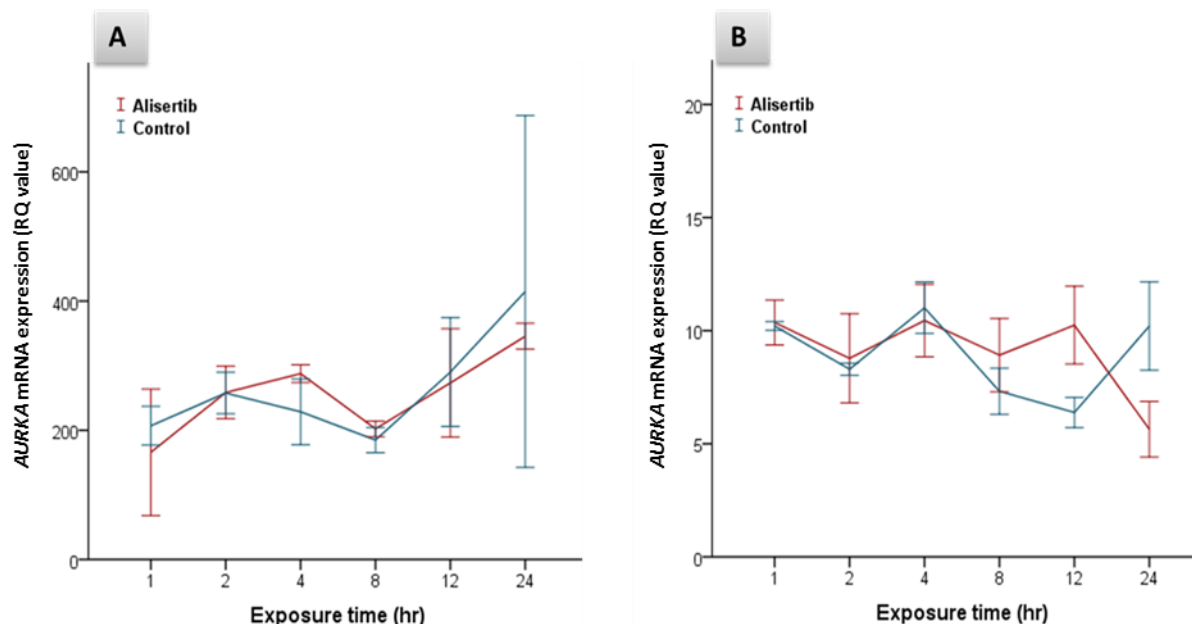 A
Alisertib
Control
AURKA mRNA expression (RQ value)
600
400
200
0
1 2 4 8 12 24
Exposure time (hr)
B
Alisertib
Control
AURKA mRNA expression (RQ value)
20
15
10
5
0
1 2 4 8 12 24
Exposure time (hr)